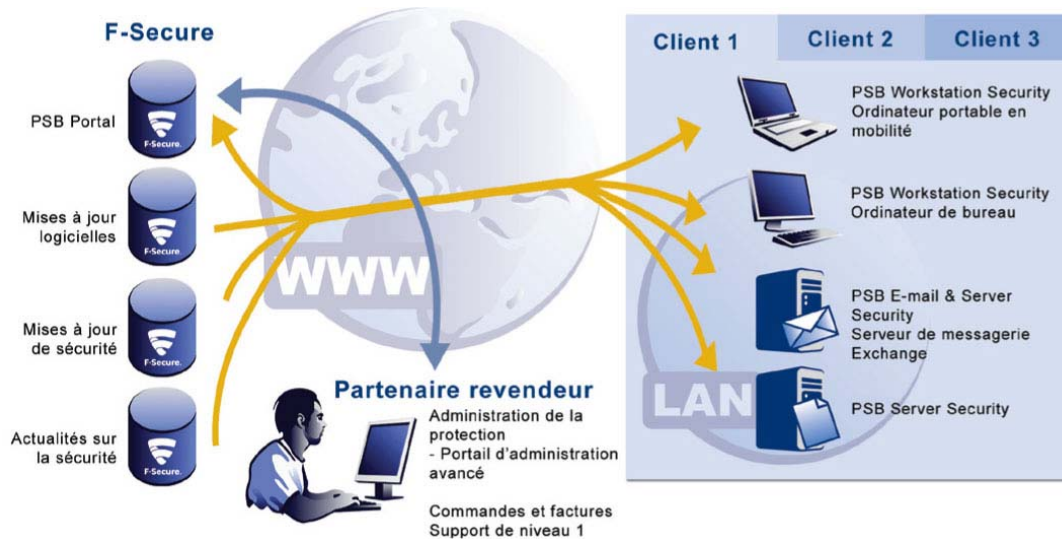 F-Secure
PSB Portal
F-Secure.
Mises à jour
logicielles
F-Secure.
Mises à jour
de sécurité
F-Secure.
Actualités sur
la sécurité
F-Secure.
WWW
Partenaire revendeur
Administration de la
protection
- Portail d'administration
avancé
Commandes et factures
Support de niveau 1
Client 1
Client 2
Client 3
PSB Workstation Security
Ordinateur portable en
mobilité
PSB Workstation Security
Ordinateur de bureau
PSB E-mail & Server
Security
Serveur de messagerie
Exchange
LAN
PSB Server Security